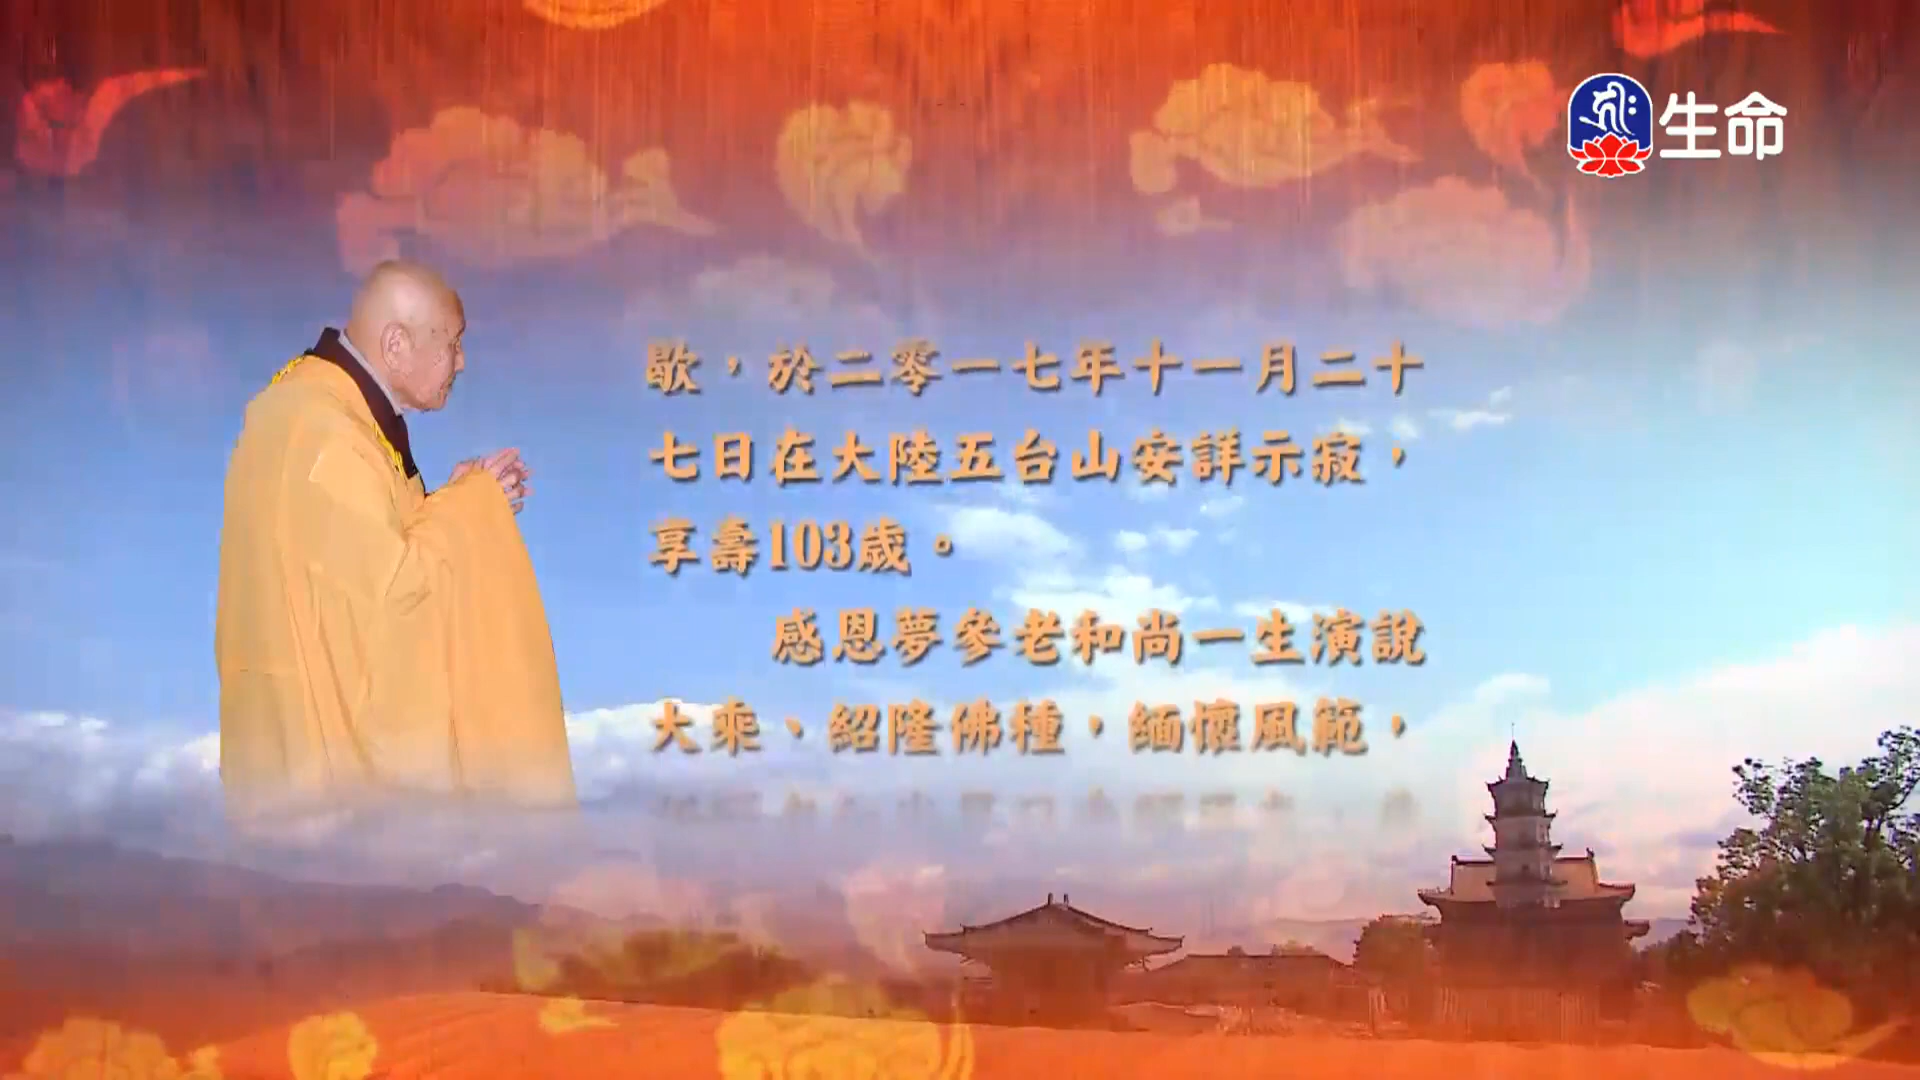 生命
歇，於二零一七年十一月二十
七日在大陸五台山安詳示寂，
享壽103歲。
感恩夢參老和尚一生演說
大乘、紹隆佛種，緬懷風範，